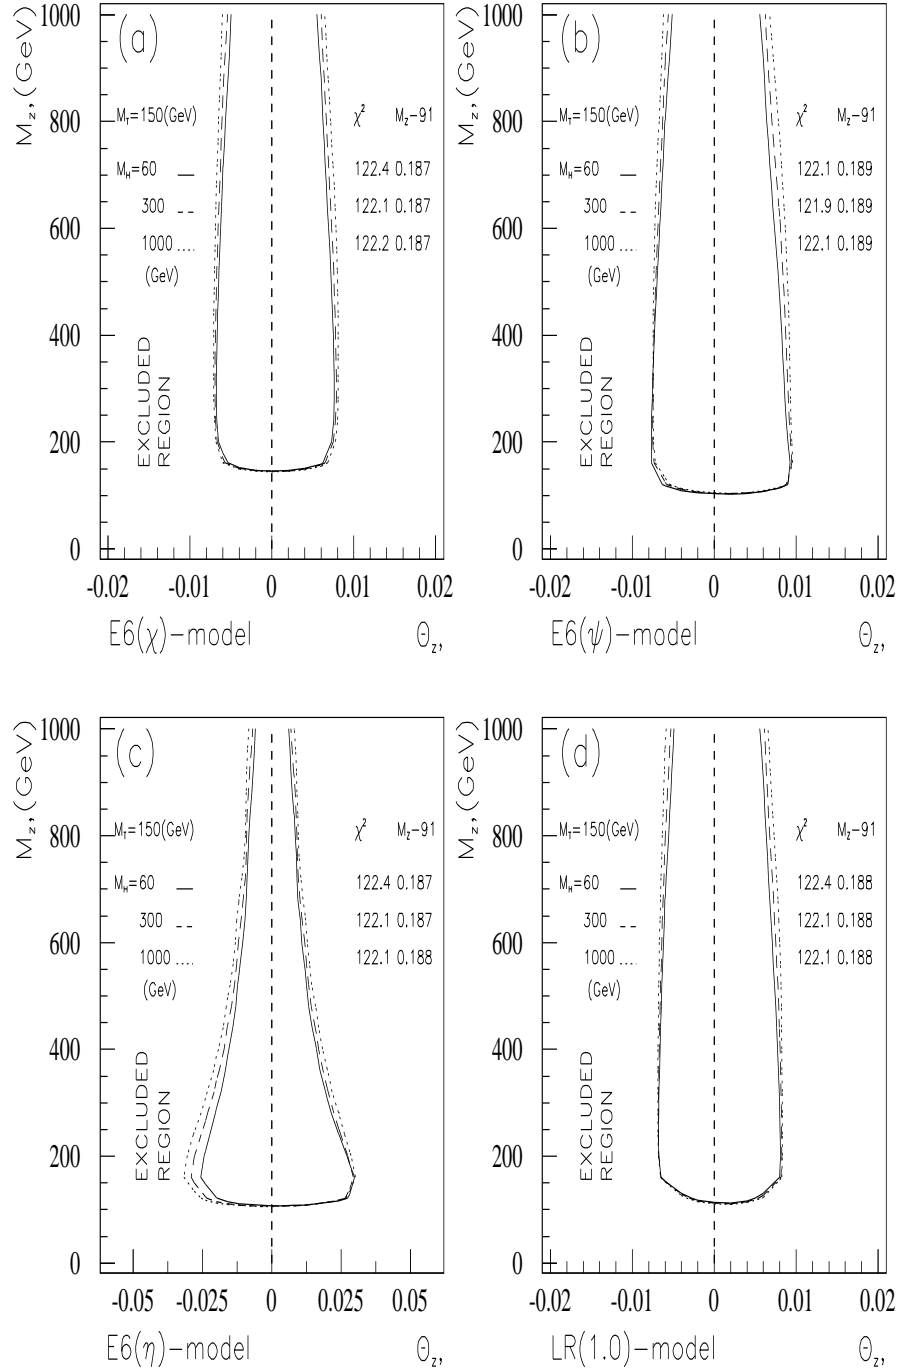 (a)
M_z, (GeV)
1000
800
600
400
200
0
M_T=150(GeV) χ² M_Z-91
M_H=60 122.4 0.187
300 122.1 0.187
1000 122.2 0.187
(GeV)
EXCLUDED
REGION
-0.02 -0.01 0 0.01 0.02
E6(χ)-model Θ_z,
(b)
M_z, (GeV)
1000
800
600
400
200
0
M_T=150(GeV) χ² M_Z-91
M_H=60 122.1 0.189
300 121.9 0.189
1000 122.1 0.189
(GeV)
EXCLUDED
REGION
-0.02 -0.01 0 0.01 0.02
E6(ψ)-model Θ_z,
(c)
M_z, (GeV)
1000
800
600
400
200
0
M_T=150(GeV) χ² M_Z-91
M_H=60 122.4 0.187
300 122.1 0.187
1000 122.1 0.188
(GeV)
EXCLUDED
REGION
-0.05 -0.025 0 0.025 0.05
E6(η)-model Θ_z,
(d)
M_z, (GeV)
1000
800
600
400
200
0
M_T=150(GeV) χ² M_Z-91
M_H=60 122.4 0.188
300 122.1 0.188
1000 122.1 0.188
(GeV)
EXCLUDED
REGION
-0.02 -0.01 0 0.01 0.02
LR(1.0)-model Θ_z,